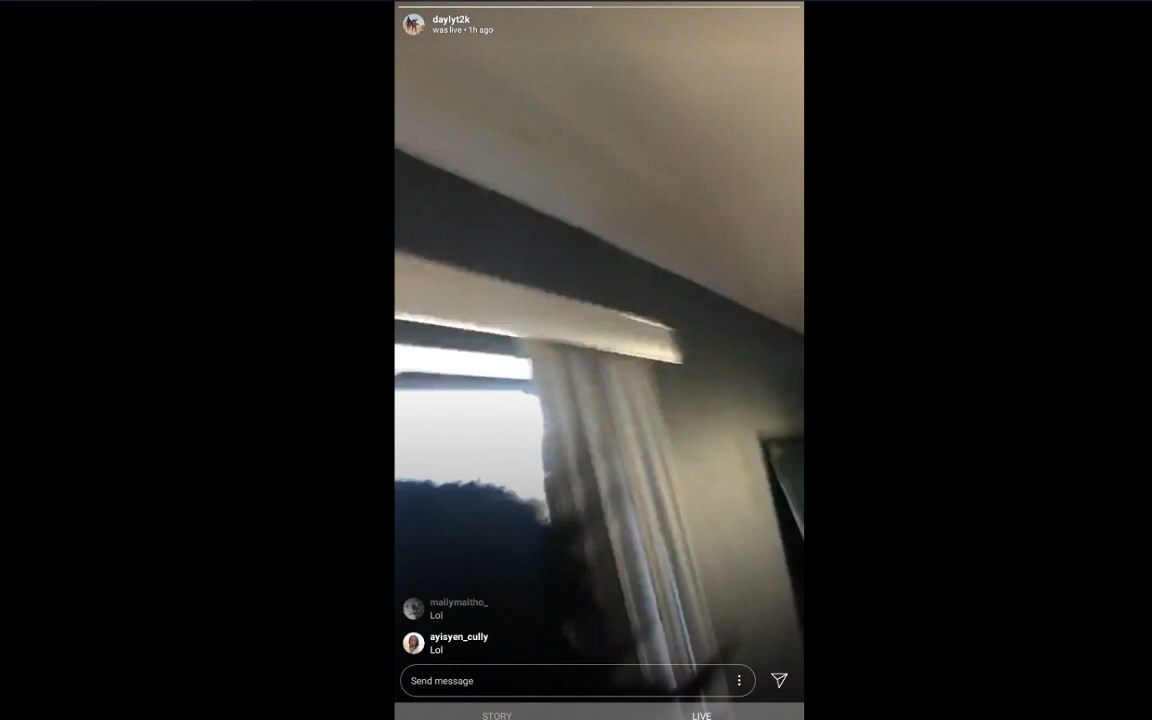 daylyt2k
was live • 1h ago
mallymaltho_
Lol
ayisyen_cully
Lol
Send message
STORY
LIVE